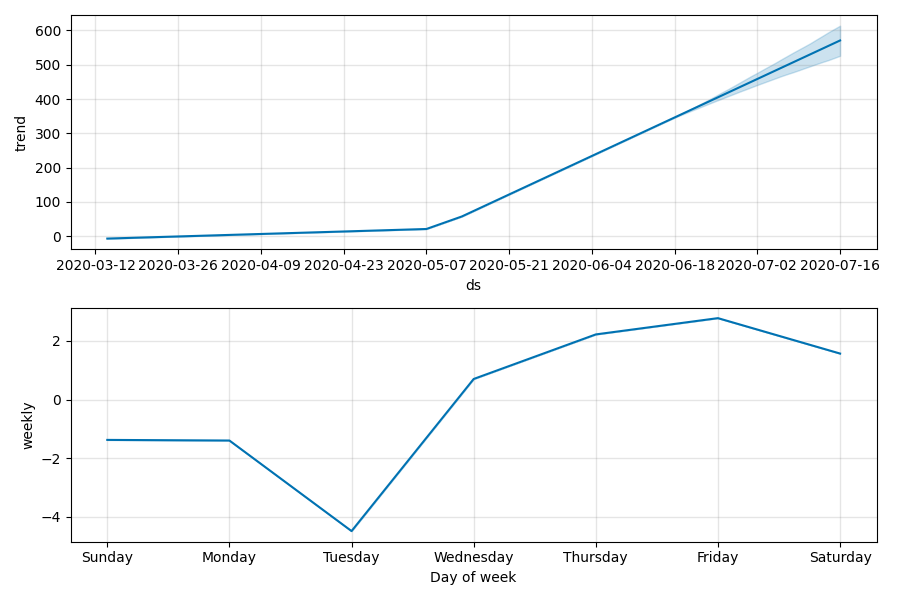 600
500
400
300
200
100
0
trend
2020-03-12 2020-03-26 2020-04-09 2020-04-23 2020-05-07 2020-05-21 2020-06-04 2020-06-18 2020-07-02 2020-07-16
ds
2
0
−2
−4
weekly
Sunday Monday Tuesday Wednesday Thursday Friday Saturday
Day of week